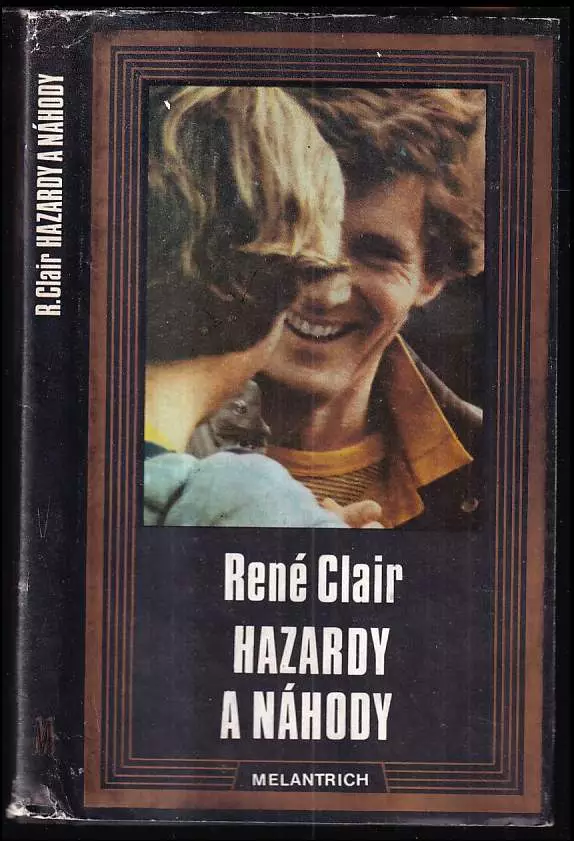 R.Clair HAZARDY A NÁHODY
René Clair
HAZARDY
A NÁHODY
MELANTRICH